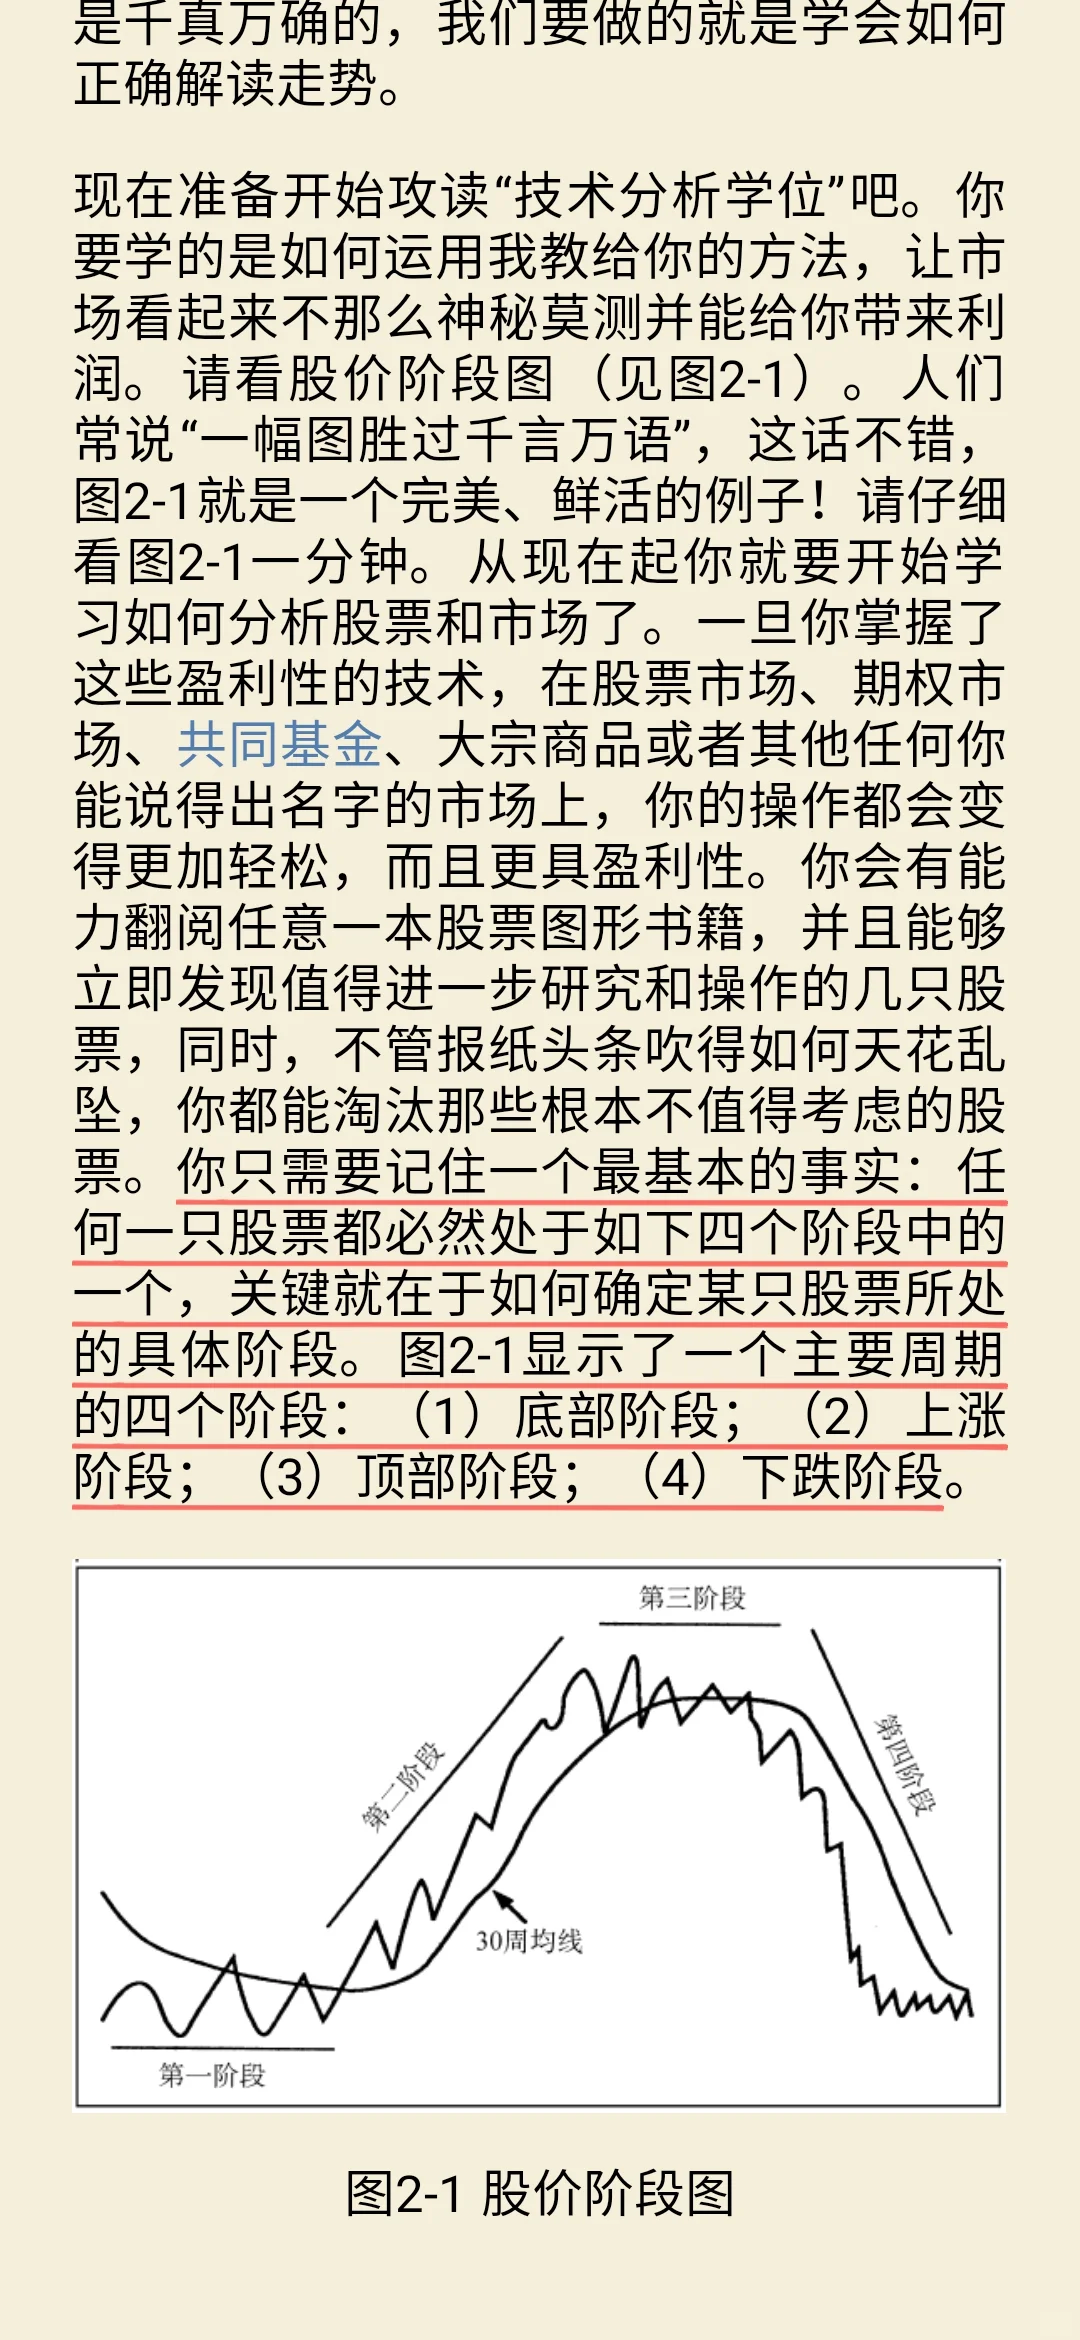 是千真万确的，我们要做的就是学会如何
正确解读走势。
现在准备开始攻读“技术分析学位”吧。你
要学的是如何运用我教给你的方法，让市
场看起来不那么神秘莫测并能给你带来利
润。请看股价阶段图（见图2-1）。人们
常说“一幅图胜过千言万语”，这话不错，
图2-1就是一个完美、鲜活的例子！请仔细
看图2-1一分钟。从现在起你就要开始学
习如何分析股票和市场了。一旦你掌握了
这些盈利性的技术，在股票市场、期权市
场、共同基金、大宗商品或者其他任何你
能说得出名字的市场上，你的操作都会变
得更加轻松，而且更具盈利性。你会有能
力翻阅任意一本股票图形书籍，并且能够
立即发现值得进一步研究和操作的几只股
票，同时，不管报纸头条吹得如何天花乱
坠，你都能淘汰那些根本不值得考虑的股
票。你只需要记住一个最基本的事实：任
何一只股票都必然处于如下四个阶段中的
一个，关键就在于如何确定某只股票所处
的具体阶段。图2-1显示了一个主要周期
的四个阶段：（1）底部阶段；（2）上涨
阶段；（3）顶部阶段；（4）下跌阶段。
第三阶段
第二阶段
第四阶段
30周均线
第一阶段
图2-1 股价阶段图